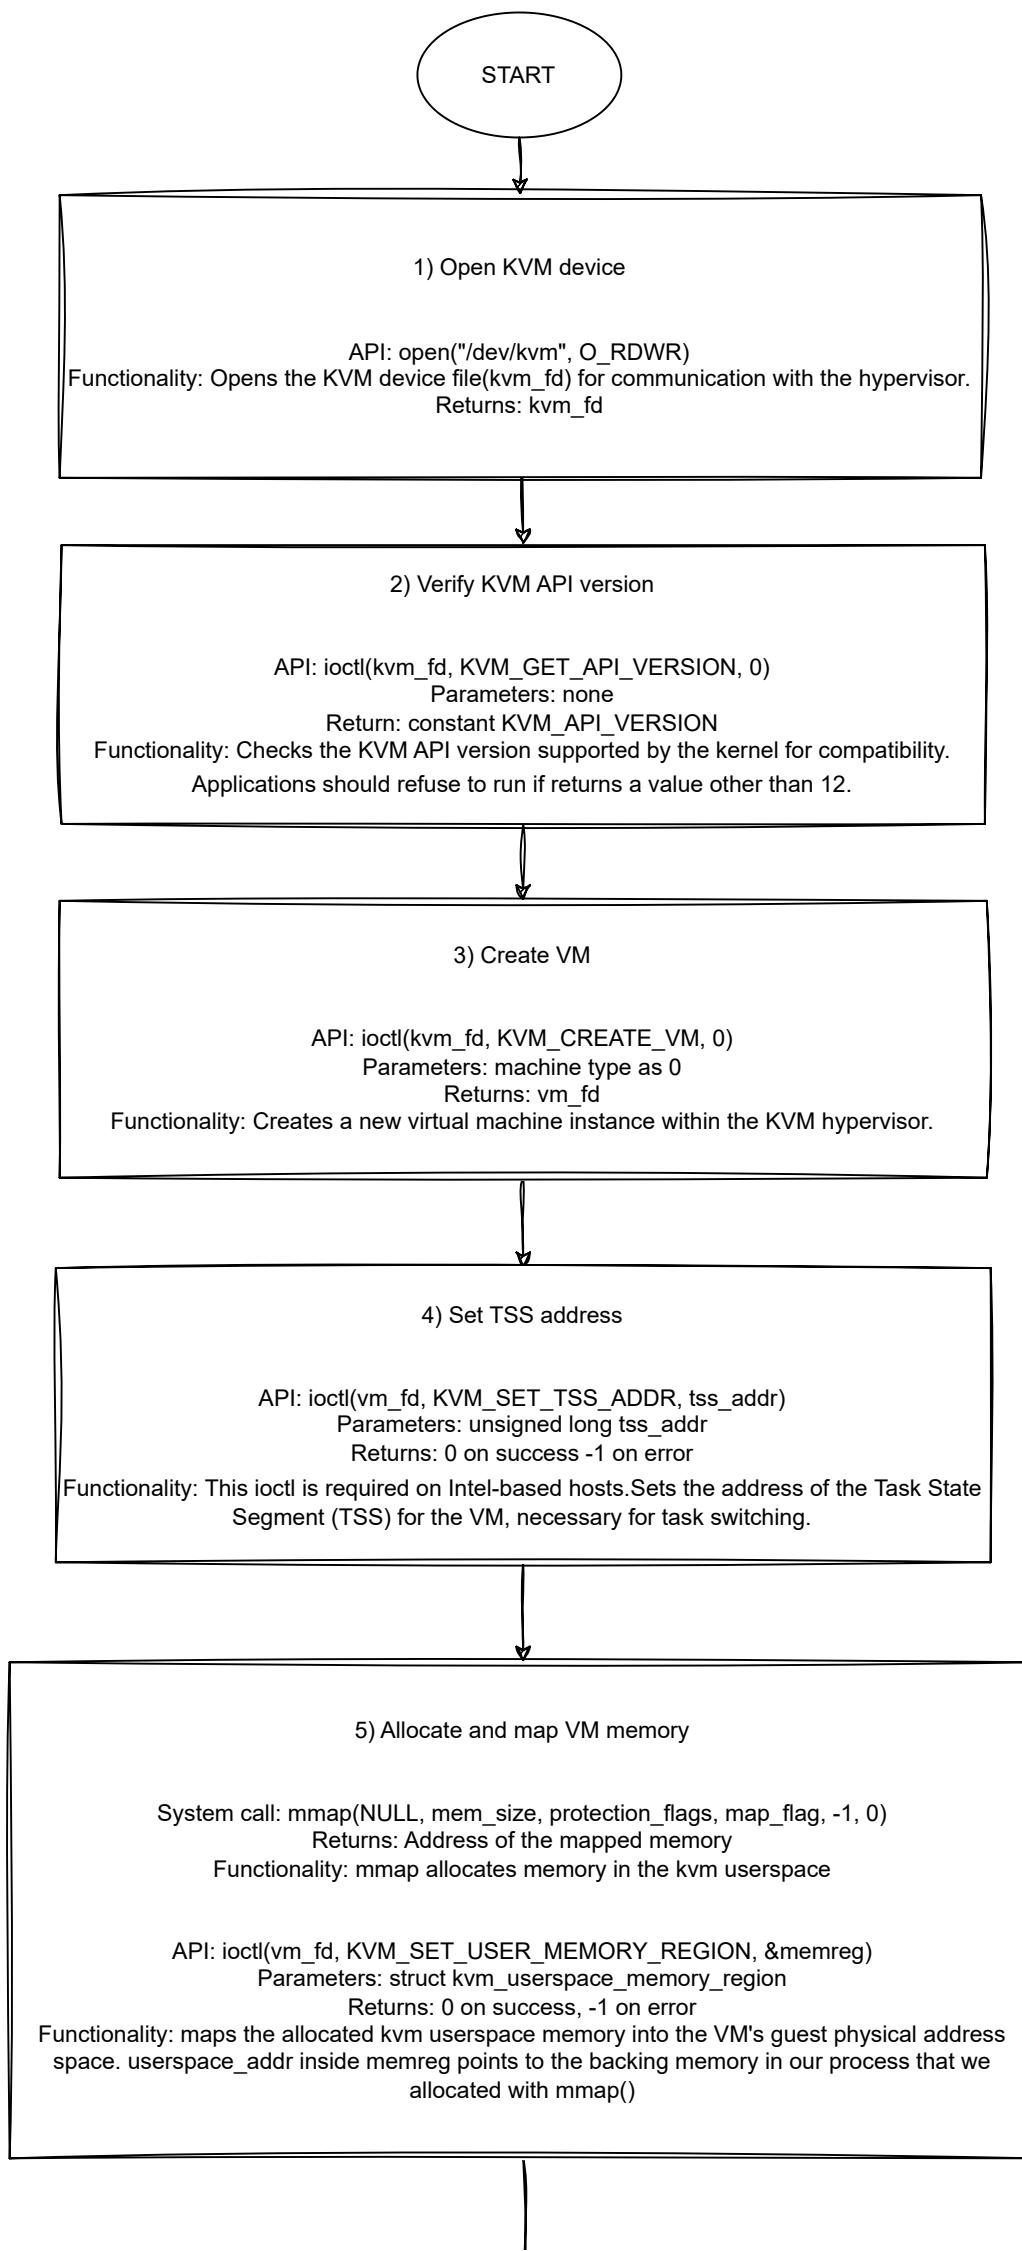 START
1) Open KVM device
API: open("/dev/kvm", O_RDWR)
Functionality: Opens the KVM device file(kvm_fd) for communication with the hypervisor.
Returns: kvm_fd
2) Verify KVM API version
API: ioctl(kvm_fd, KVM_GET_API_VERSION, 0)
Parameters: none
Return: constant KVM_API_VERSION
Functionality: Checks the KVM API version supported by the kernel for compatibility.
Applications should refuse to run if returns a value other than 12.
3) Create VM
API: ioctl(kvm_fd, KVM_CREATE_VM, 0)
Parameters: machine type as 0
Returns: vm_fd
Functionality: Creates a new virtual machine instance within the KVM hypervisor.
4) Set TSS address
API: ioctl(vm_fd, KVM_SET_TSS_ADDR, tss_addr)
Parameters: unsigned long tss_addr
Returns: 0 on success -1 on error
Functionality: This ioctl is required on Intel-based hosts.Sets the address of the Task State
Segment (TSS) for the VM, necessary for task switching.
5) Allocate and map VM memory
System call: mmap(NULL, mem_size, protection_flags, map_flag, -1, 0)
Returns: Address of the mapped memory
Functionality: mmap allocates memory in the kvm userspace
API: ioctl(vm_fd, KVM_SET_USER_MEMORY_REGION, &memreg)
Parameters: struct kvm_userspace_memory_region
Returns: 0 on success, -1 on error
Functionality: maps the allocated kvm userspace memory into the VM's guest physical address
space. userspace_addr inside memreg points to the backing memory in our process that we
allocated with mmap()